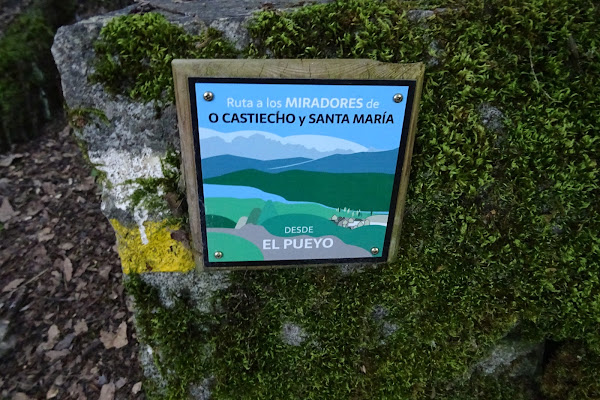 Ruta a los MIRADORES de
O CASTIECHO y SANTA MARÍA
DESDE
EL PUEYO